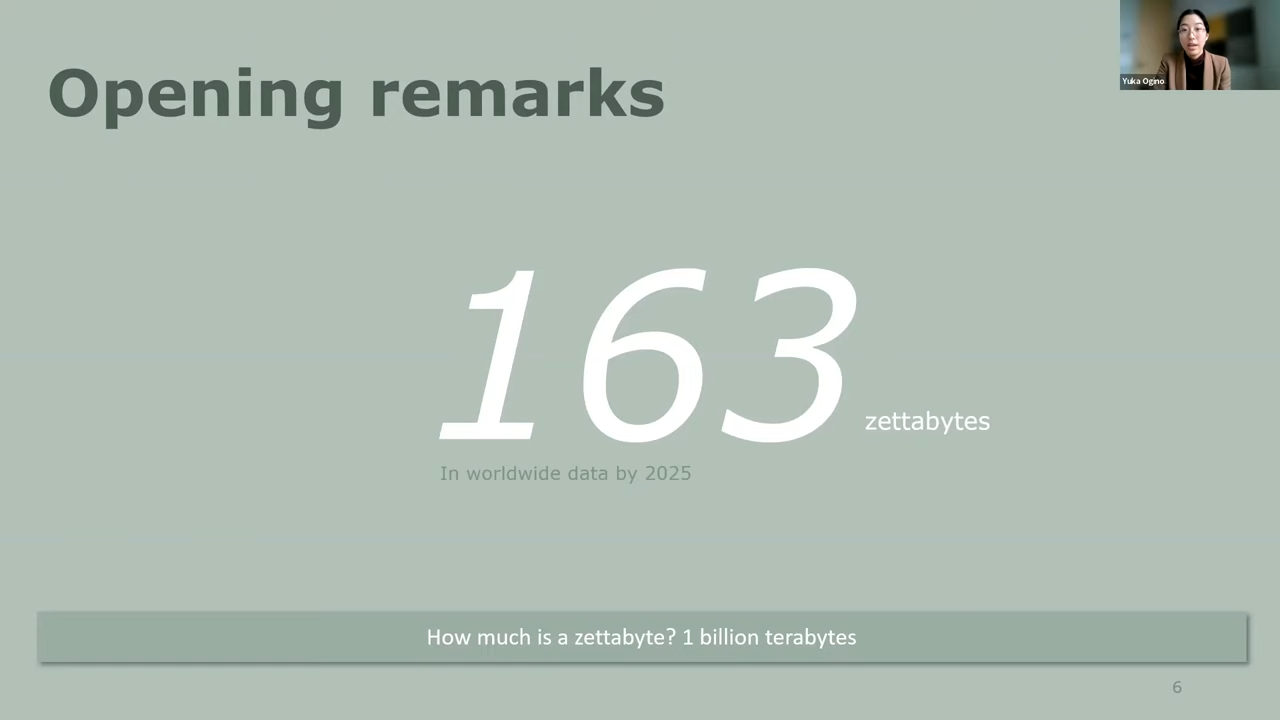 Opening remarks
Yuka Ogino
163 zettabytes
In worldwide data by 2025
How much is a zettabyte? 1 billion terabytes
6